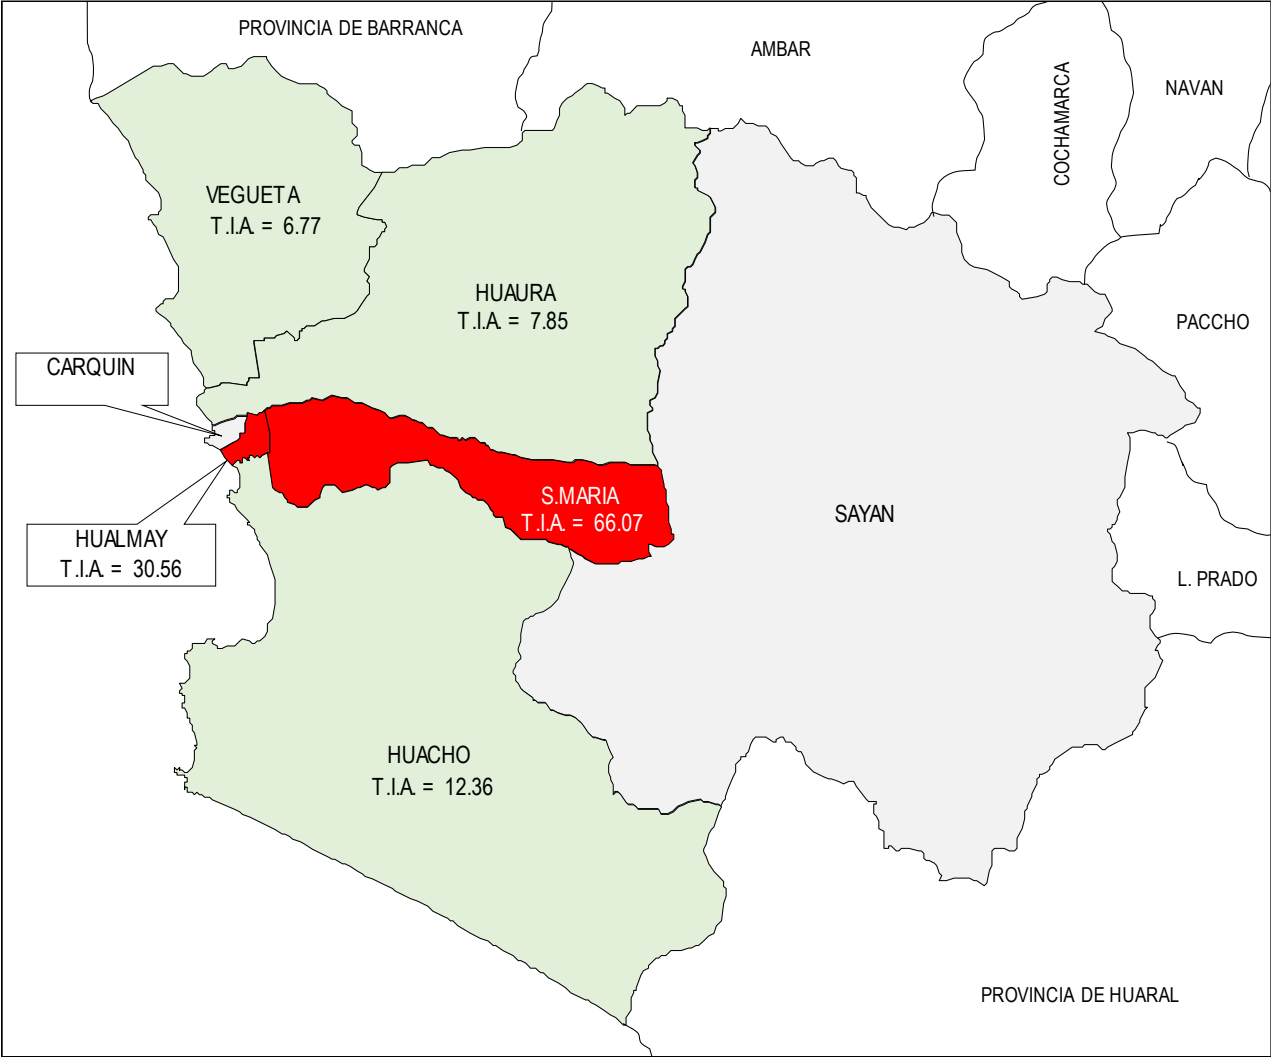 PROVINCIA DE BARRANCA
AMBAR
COCHAMARCA
NAVAN
VEGUETA
T.I.A. = 6.77
HUAURA
T.I.A. = 7.85
PACCHO
CARQUIN
S.MARIA
T.I.A. = 66.07
SAYAN
HUALMAY
T.I.A. = 30.56
L. PRADO
HUACHO
T.I.A. = 12.36
PROVINCIA DE HUARAL